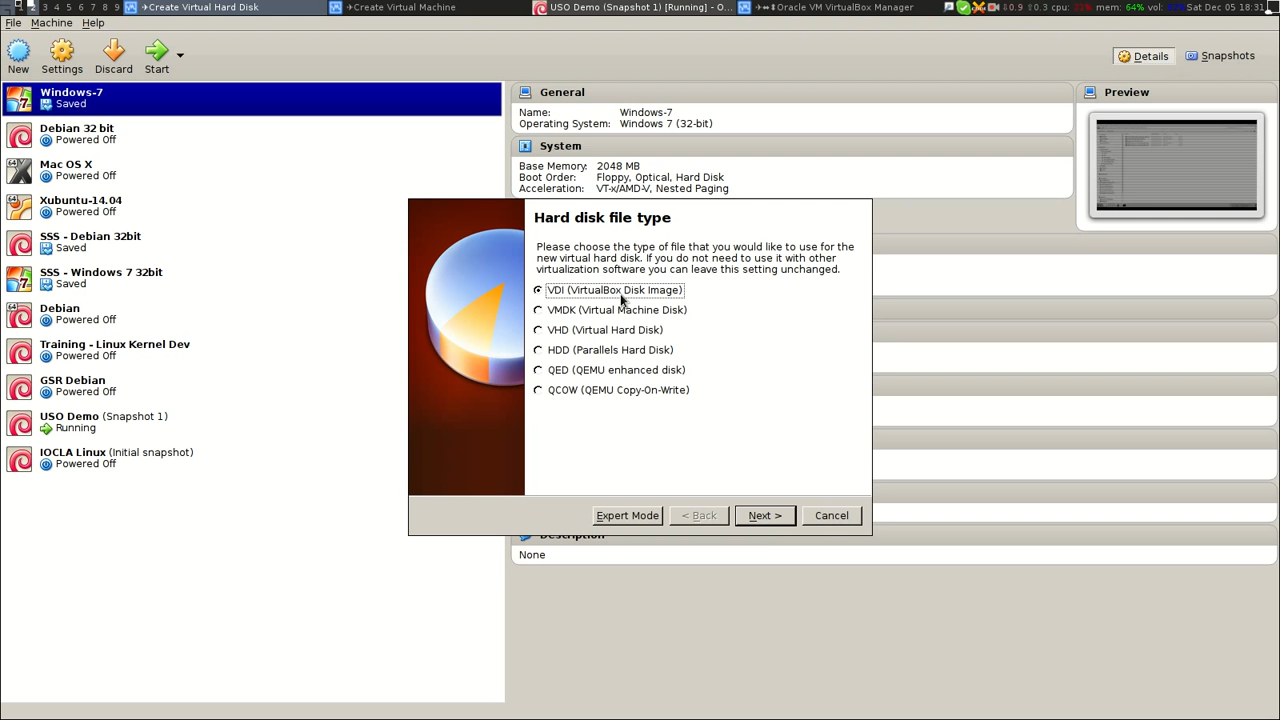 1 2 3 4 5 6 7 8 9 ✈Create Virtual Hard Disk ✈Create Virtual Machine USO Demo (Snapshot 1) [Running] - O... Oracle VM VirtualBox Manager ⬇0.9 ⬆0.3 cpu: 21% mem: 64% vol: Sat Dec 05 18:31
File Machine Help
New Settings Discard Start Details Snapshots
Windows-7
Saved
Debian 32 bit
Powered Off
Mac OS X
Powered Off
Xubuntu-14.04
Powered Off
SSS - Debian 32bit
Saved
SSS - Windows 7 32bit
Saved
Debian
Powered Off
Training - Linux Kernel Dev
Powered Off
GSR Debian
Powered Off
USO Demo (Snapshot 1)
Running
IOCLA Linux (Initial snapshot)
Powered Off
General
Name: Windows-7
Operating System: Windows 7 (32-bit)
System
Base Memory: 2048 MB
Boot Order: Floppy, Optical, Hard Disk
Acceleration: VT-x/AMD-V, Nested Paging
Preview
Hard disk file type
Please choose the type of file that you would like to use for the
new virtual hard disk. If you do not need to use it with other
virtualization software you can leave this setting unchanged.
VDI (VirtualBox Disk Image)
VMDK (Virtual Machine Disk)
VHD (Virtual Hard Disk)
HDD (Parallels Hard Disk)
QED (QEMU enhanced disk)
QCOW (QEMU Copy-On-Write)
Expert Mode < Back Next > Cancel
Description
None